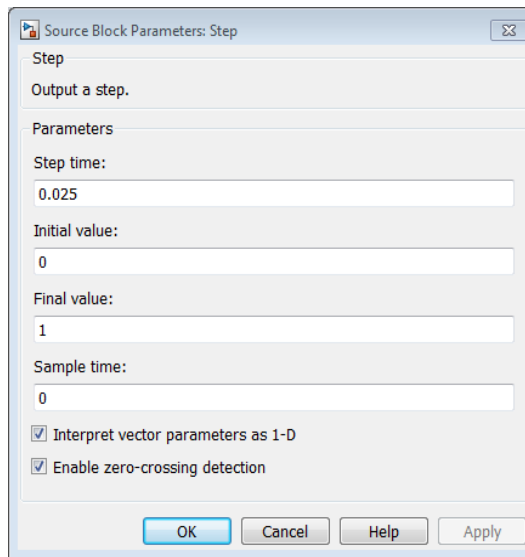 Source Block Parameters: Step
Step
Output a step.
Parameters
Step time:
0.025
Initial value:
0
Final value:
1
Sample time:
0
Interpret vector parameters as 1-D
Enable zero-crossing detection
OK Cancel Help Apply